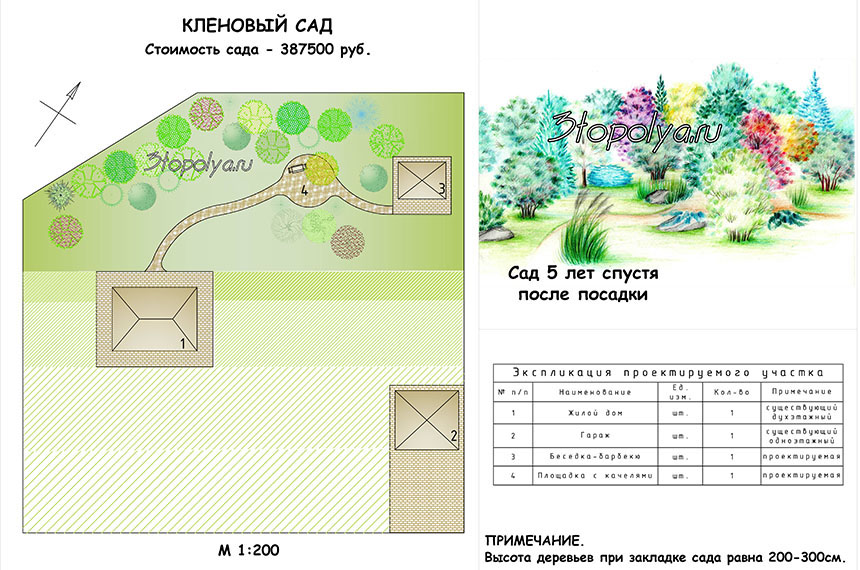 КЛЕНОВЫЙ САД
Стоимость сада - 387500 руб.
3topolya.ru
4
3
1
2
М 1:200
3topolya.ru
Сад 5 лет спустя
после посадки
Экспликация проектируемого участка
№ п/п Наименование Ед. изм. Кол-во Примечание
1 Жилой дом шт. 1 существующий двухэтажный
2 Гараж шт. 1 существующий одноэтажный
3 Беседка-барбекю шт. 1 проектируемая
4 Площадка с качелями шт. 1 проектируемая
ПРИМЕЧАНИЕ.
Высота деревьев при закладке сада равна 200-300см.